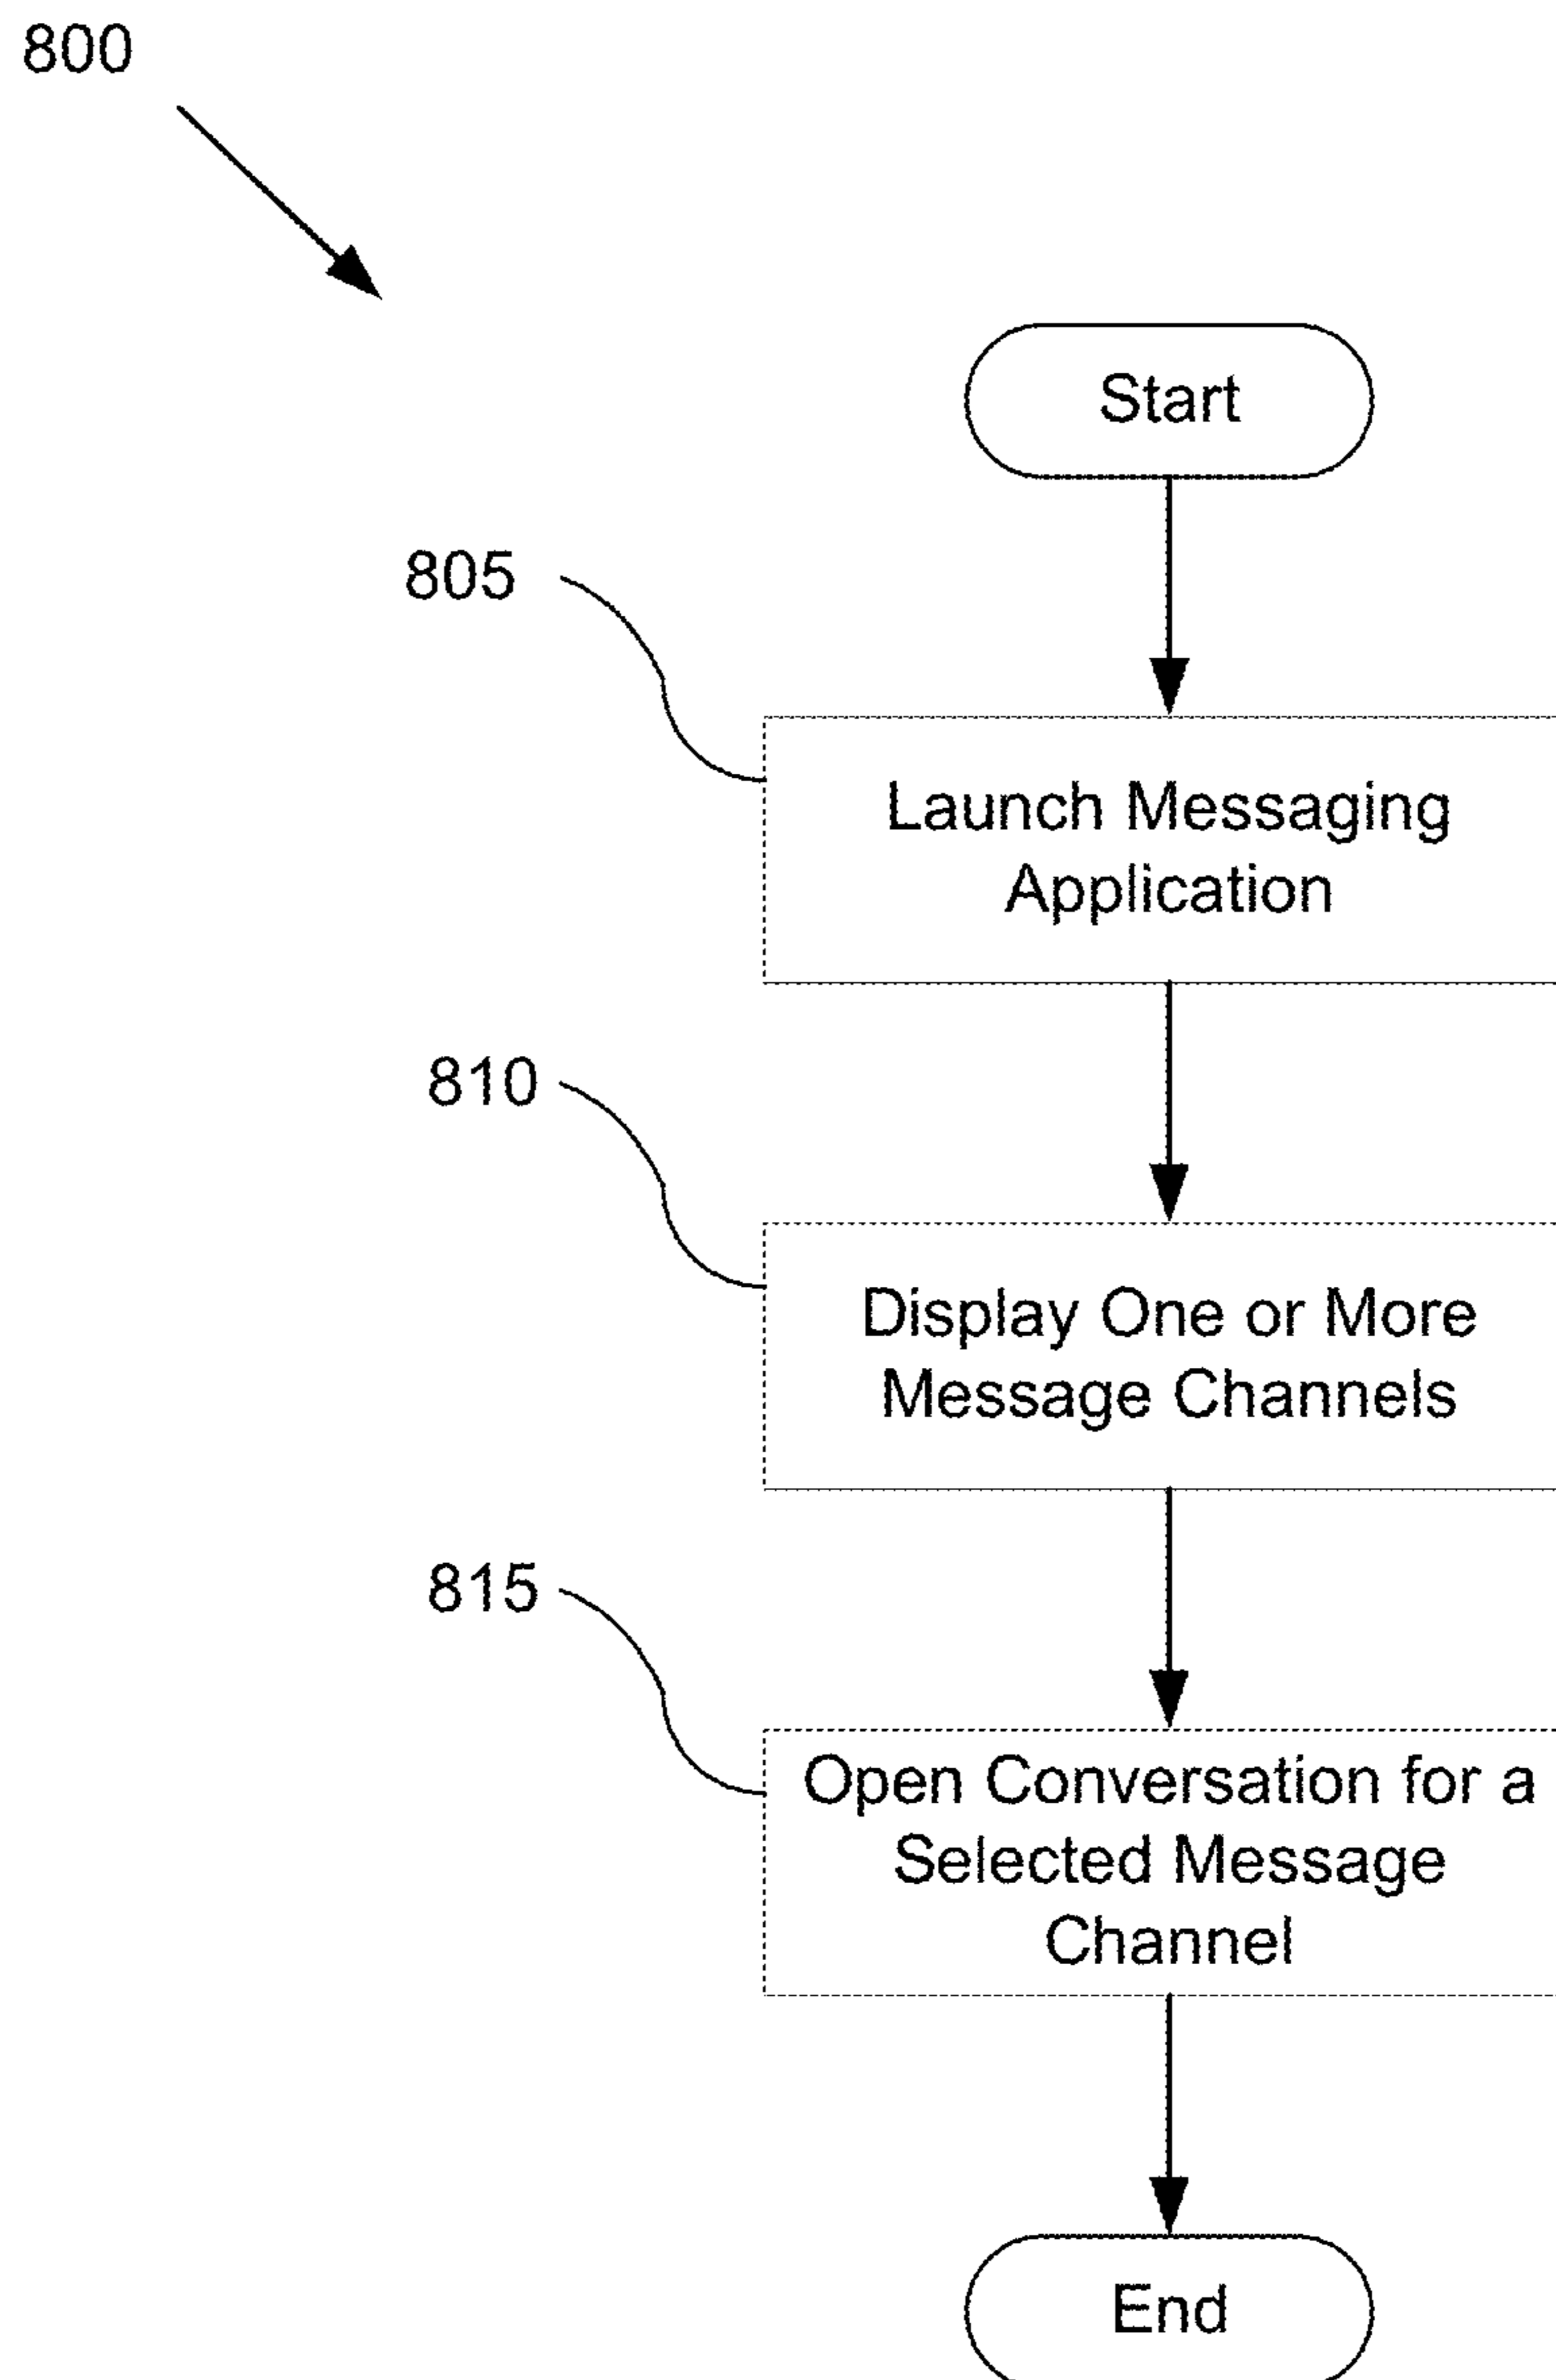 800
Start
805
Launch Messaging
Application
810
Display One or More
Message Channels
815
Open Conversation for a
Selected Message
Channel
End